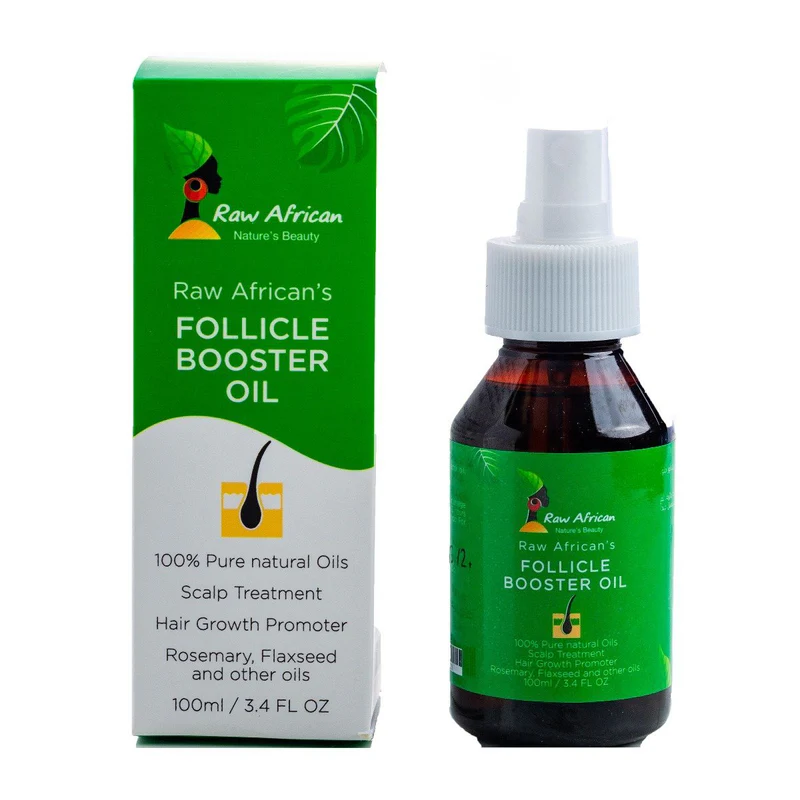 Raw African
Nature's Beauty
Raw African's
FOLLICLE
BOOSTER
OIL
100% Pure natural Oils
Scalp Treatment
Hair Growth Promoter
Rosemary, Flaxseed
and other oils
100ml / 3.4 FL OZ
Raw African
Nature's Beauty
Raw African's
FOLLICLE
BOOSTER OIL
100% Pure natural Oils
Scalp Treatment
Hair Growth Promoter
Rosemary, Flaxseed and other oils
100ml / 3.4 FL OZ